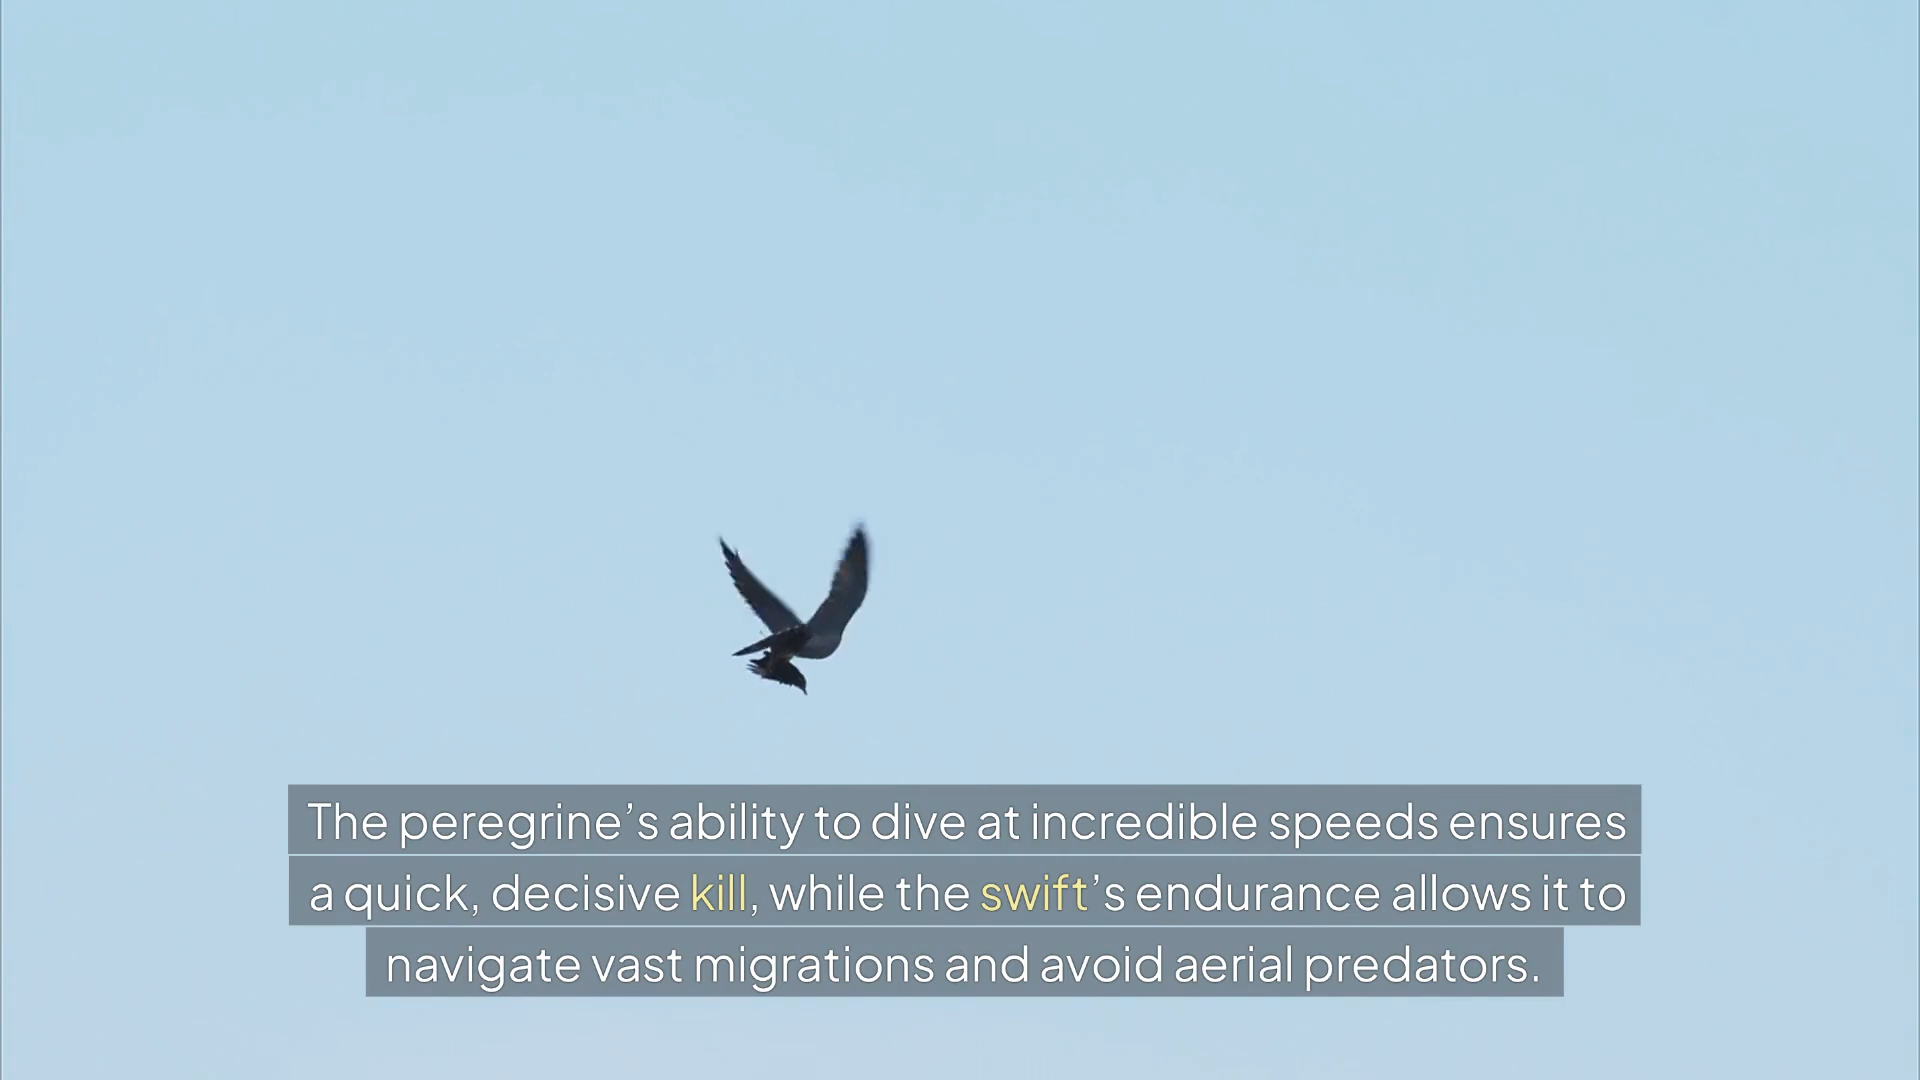 The peregrine’s ability to dive at incredible speeds ensures
a quick, decisive kill, while the swift’s endurance allows it to
navigate vast migrations and avoid aerial predators.